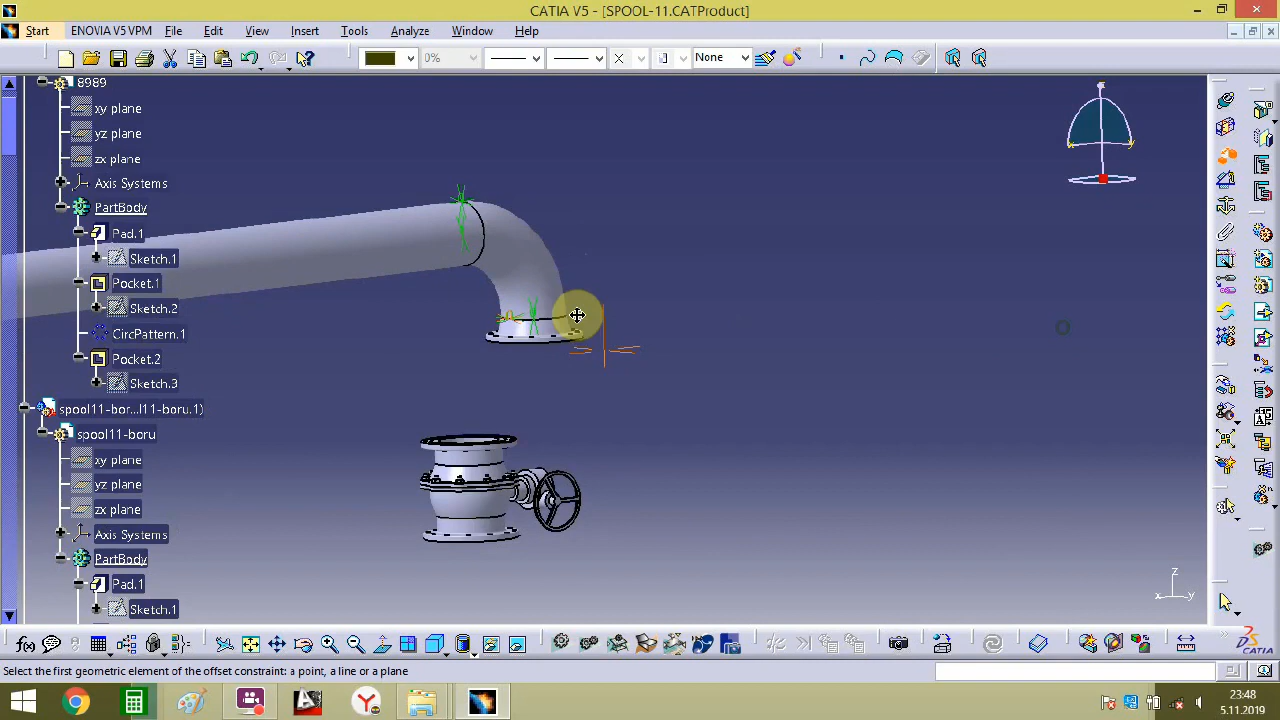 CATIA V5 - [SPOOL-11.CATProduct]
Start ENOVIA V5 VPM File Edit View Insert Tools Analyze Window Help
0% None
8989
xy plane
yz plane
zx plane
Axis Systems
PartBody
Pad.1
Sketch.1
Pocket.1
Sketch.2
CircPattern.1
Pocket.2
Sketch.3
spool11-bor...l11-boru.1)
spool11-boru
xy plane
yz plane
zx plane
Axis Systems
PartBody
Pad.1
Sketch.1
z
x y
CATIA
Select the first geometric element of the offset constraint: a point, a line or a plane
23:48
5.11.2019